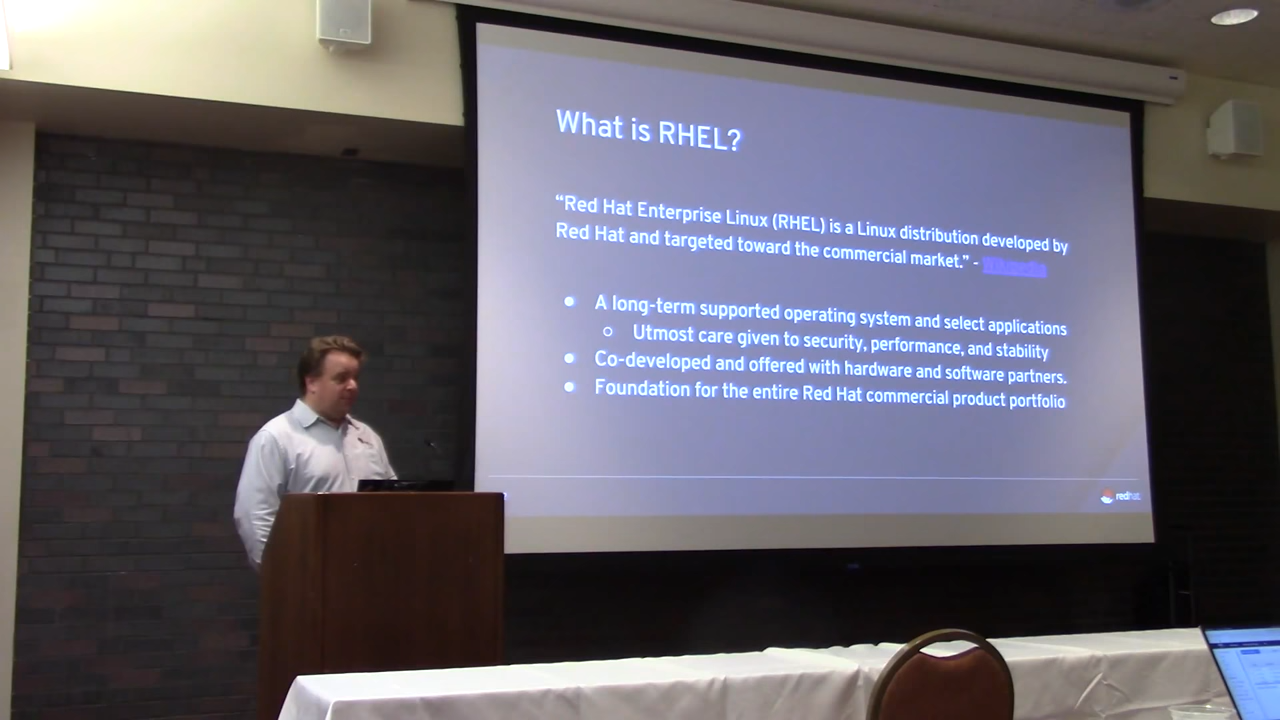 What is RHEL?
“Red Hat Enterprise Linux (RHEL) is a Linux distribution developed by
Red Hat and targeted toward the commercial market.” -
● A long-term supported operating system and select applications
○ Utmost care given to security, performance, and stability
● Co-developed and offered with hardware and software partners.
● Foundation for the entire Red Hat commercial product portfolio
redhat